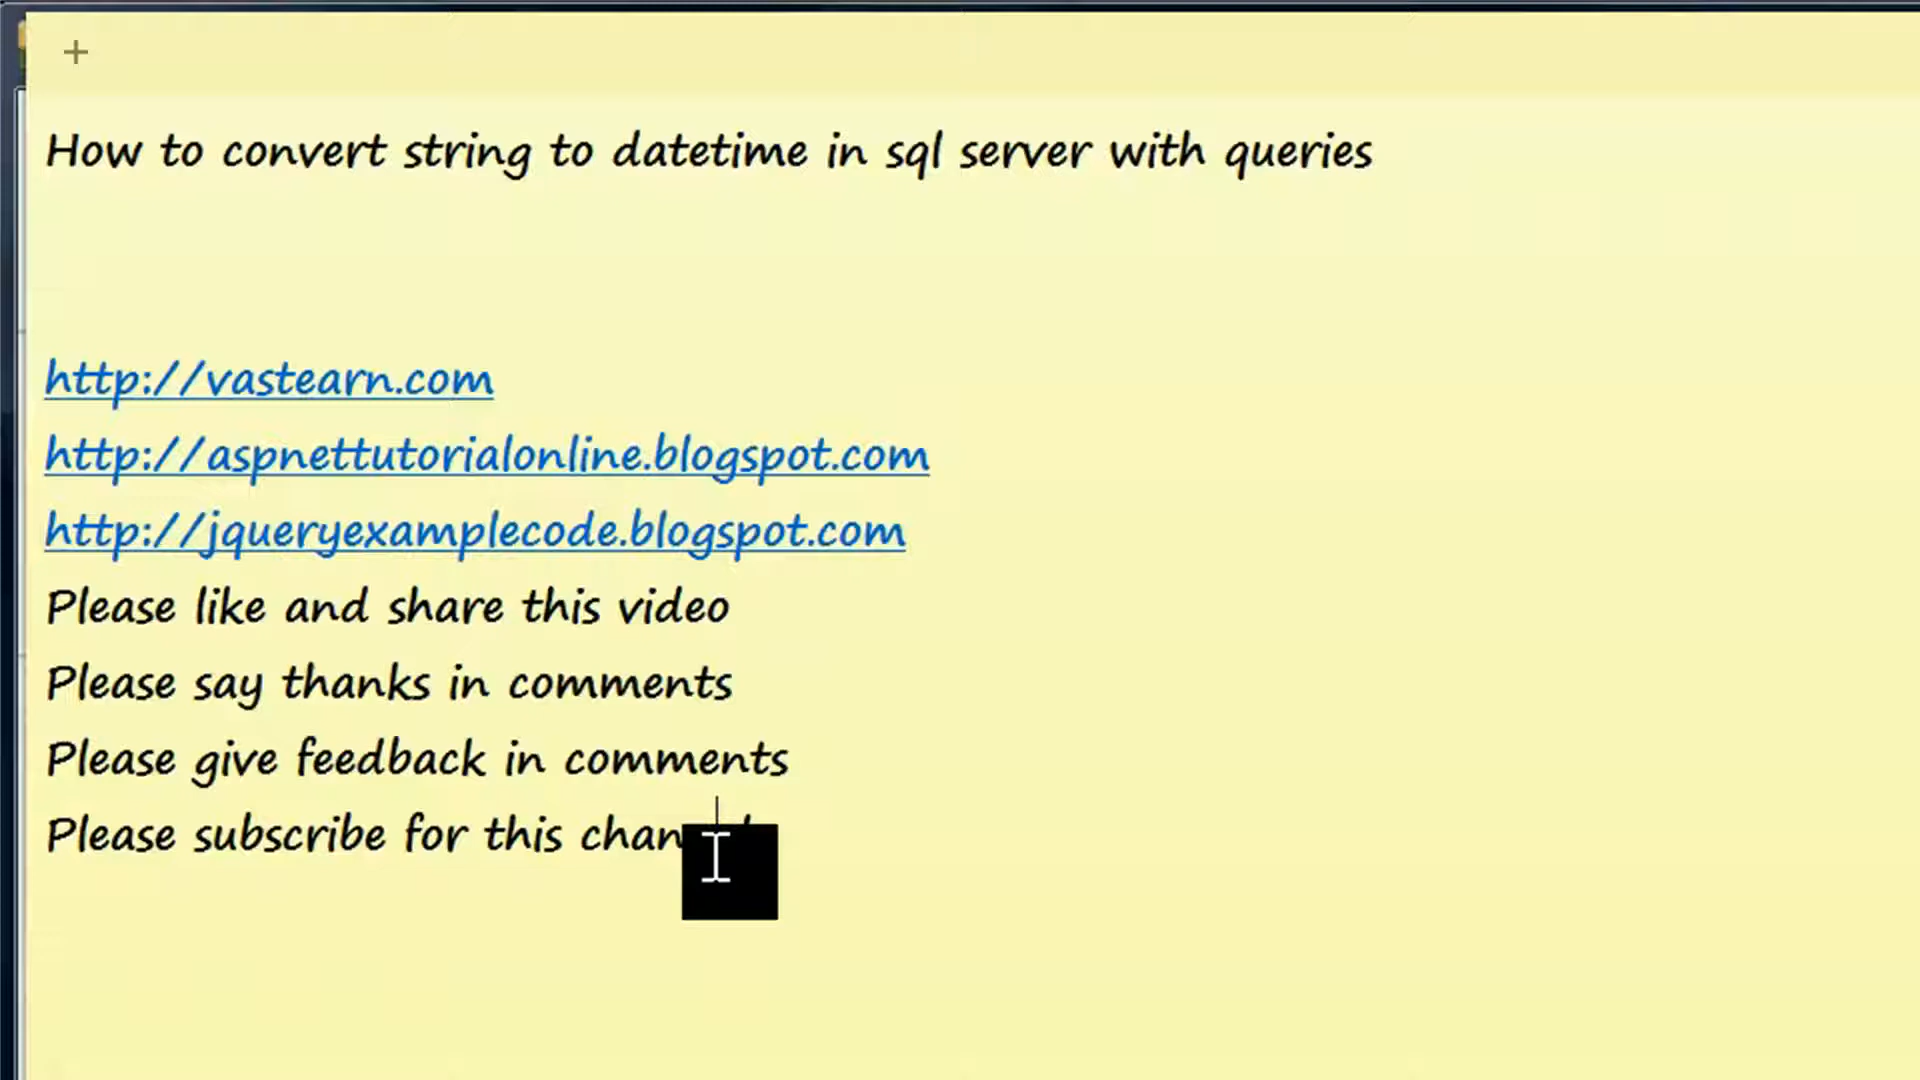 How to convert string to datetime in sql server with queries
http://vastearn.com
http://aspnettutorialonline.blogspot.com
http://jqueryexamplecode.blogspot.com
Please like and share this video
Please say thanks in comments
Please give feedback in comments
Please subscribe for this